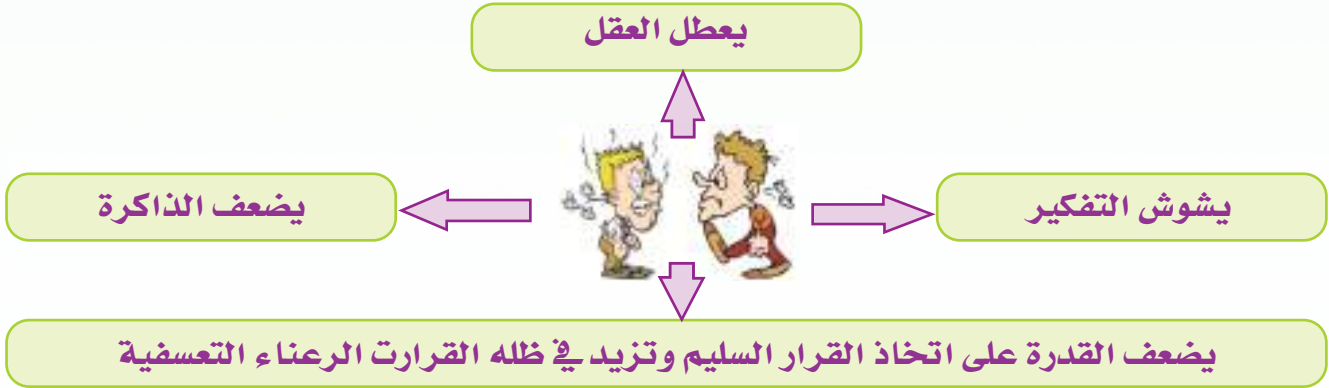 يعطل العقل
يشوش التفكير
يضعف الذاكرة
يضعف القدرة على اتخاذ القرار السليم وتزيد في ظله القرارت الرعناء التعسفية